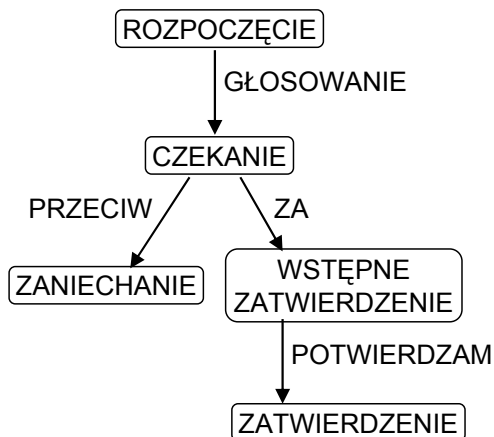 ROZPOCZĘCIE
GŁOSOWANIE
CZEKANIE
PRZECIW
ZA
ZANIECHANIE
WSTĘPNE
ZATWIERDZENIE
POTWIERDZAM
ZATWIERDZENIE